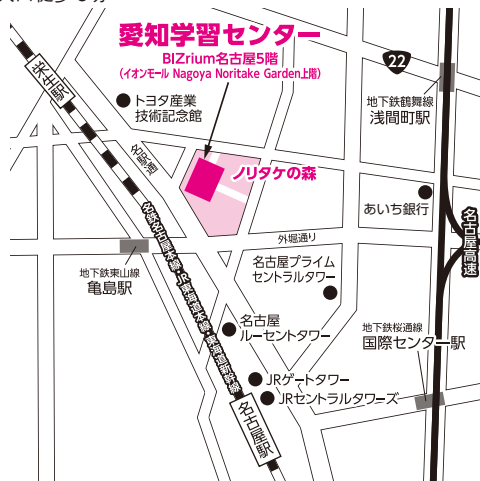 愛知学習センター
BIZrium名古屋5階
(イオンモール Nagoya Noritake Garden上階)
栄生駅
22
トヨタ産業
技術記念館
地下鉄鶴舞線
浅間町駅
名駅通
ノリタケの森
あいち銀行
名古屋高速
外堀通り
名鉄名古屋本線・JR東海道本線・東海道新幹線
地下鉄東山線
亀島駅
名古屋プライム
セントラルタワー
名古屋
ルーセントタワー
地下鉄桜通線
国際センター駅
JRゲートタワー
JRセントラルタワーズ
名古屋駅